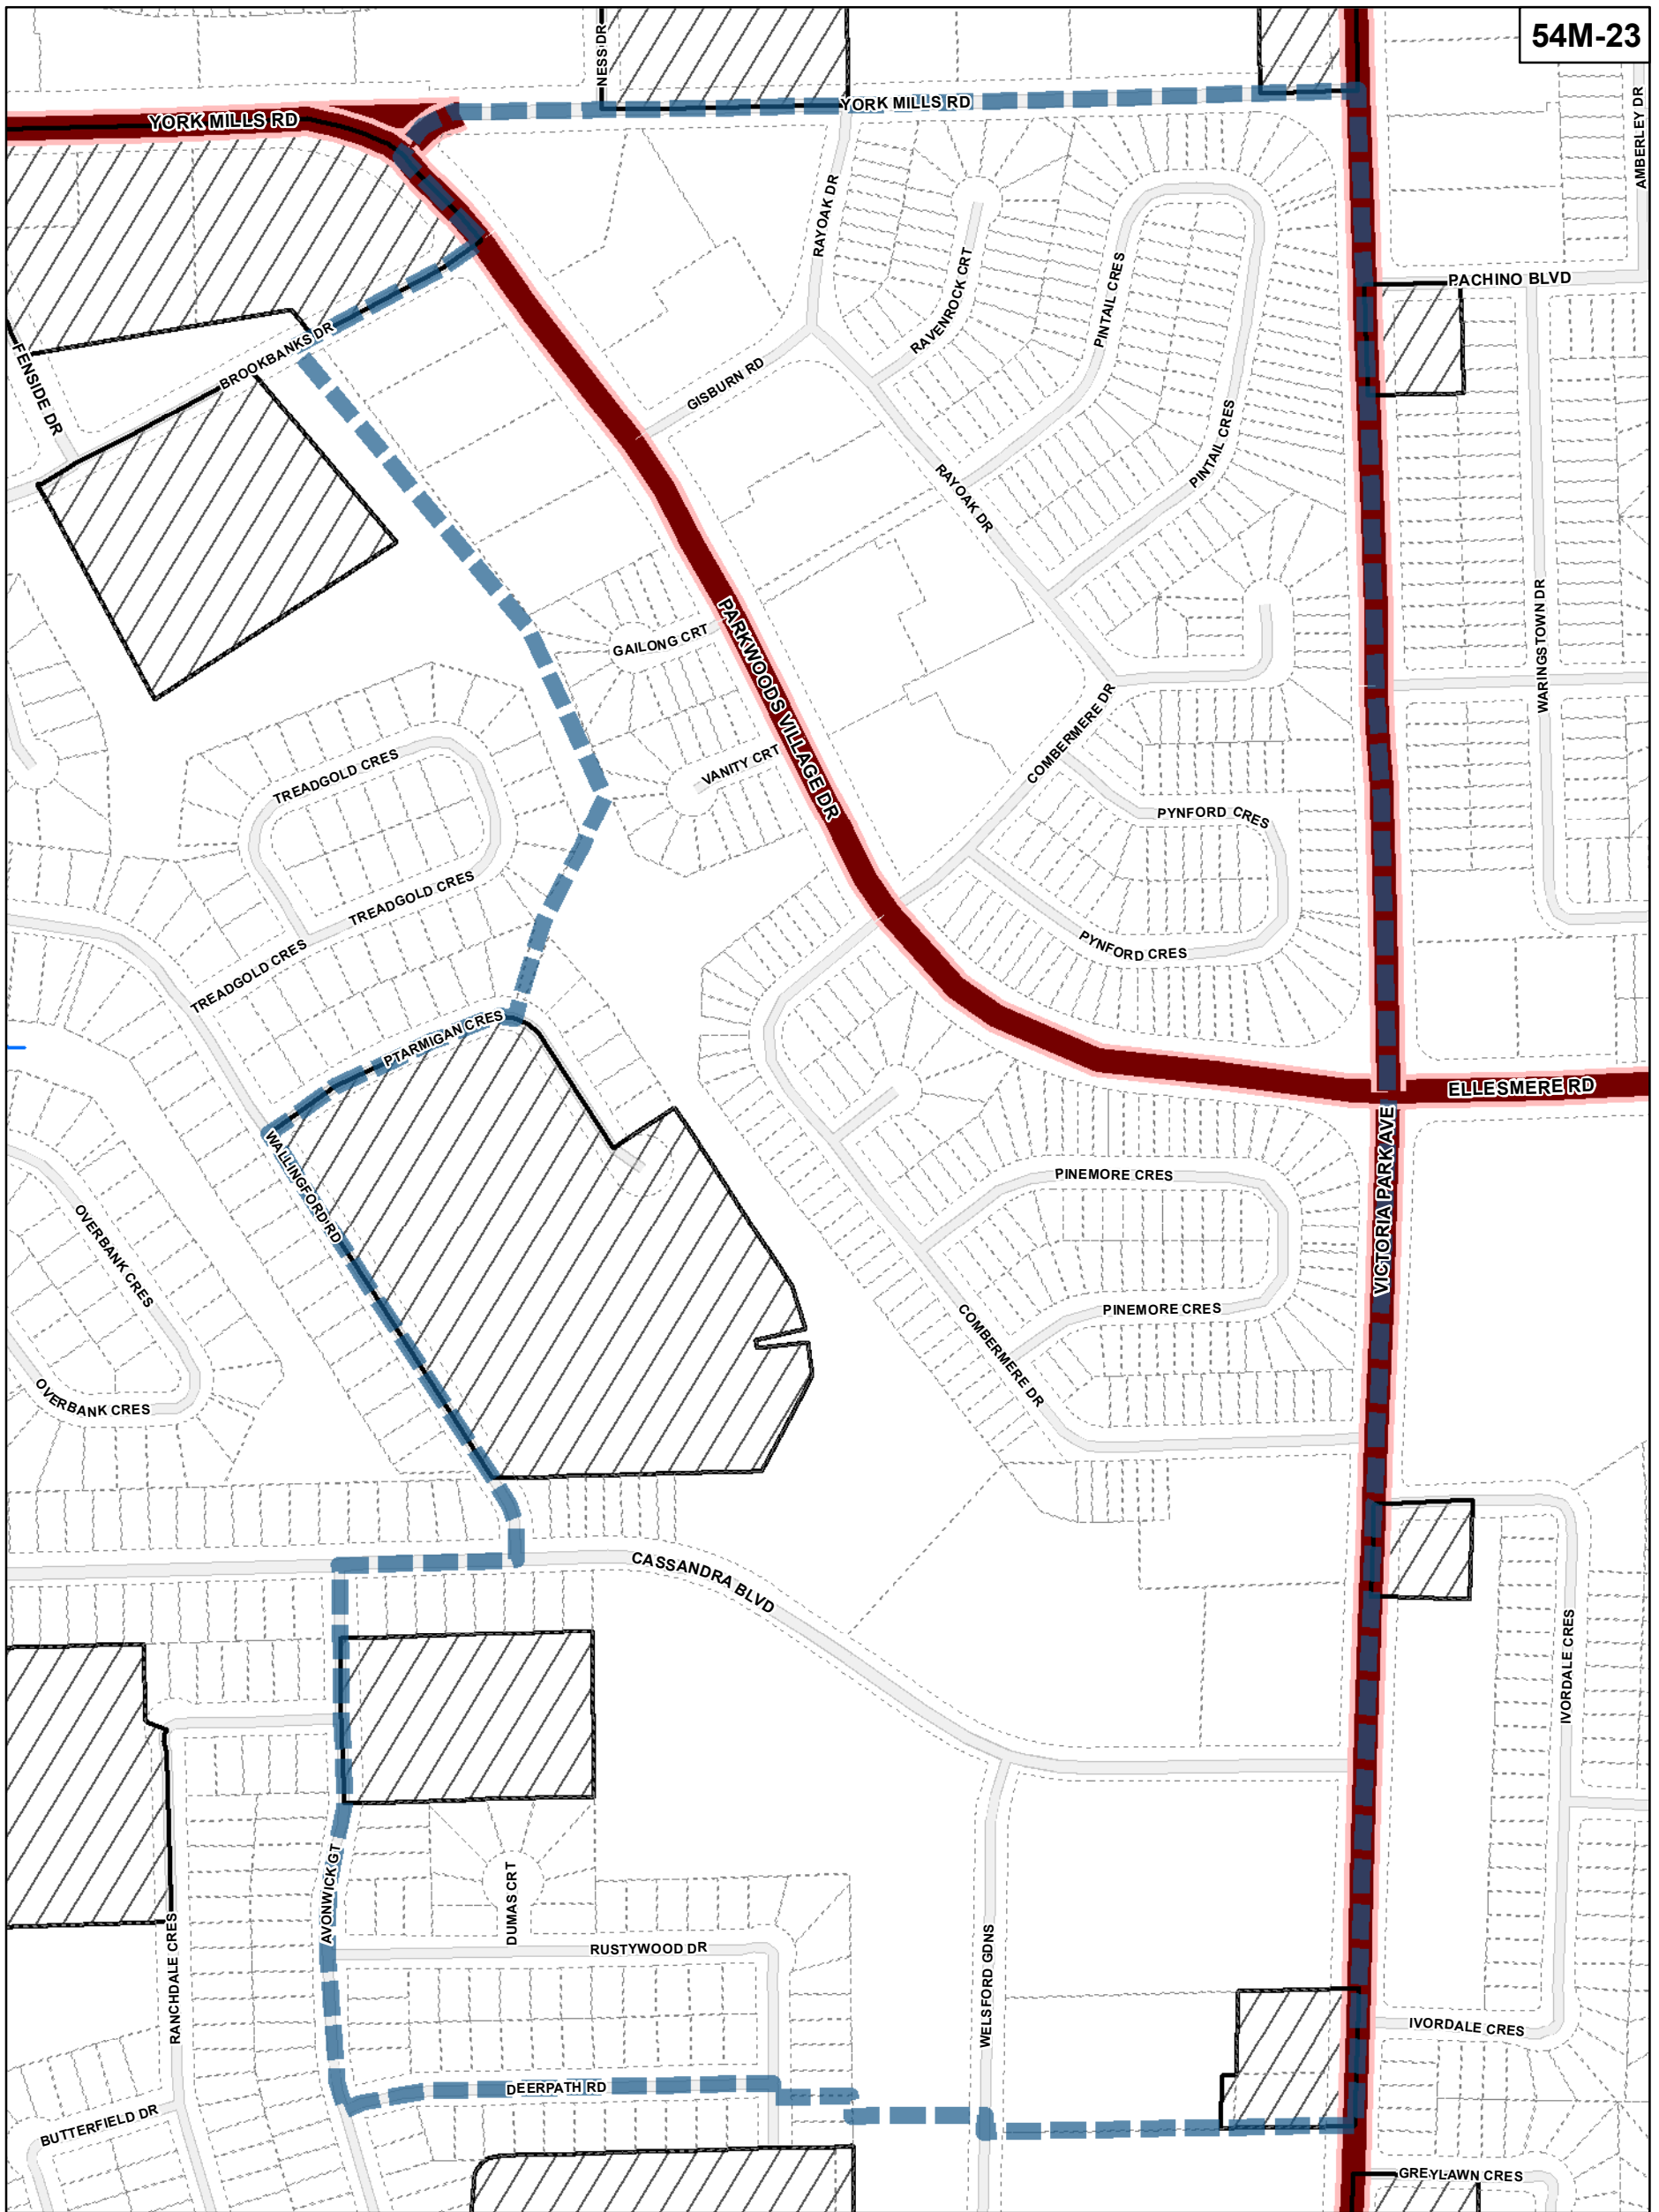 54M-23
NESS DR
YORK MILLS RD
YORK MILLS RD
AMBERLEY DR
RAYOAK DR
RAVENROCK CRT
PINTAIL CRES
PACHINO BLVD
FENSIDE DR
BROOKBANKS DR
GISBURN RD
PINTAIL CRES
RAYOAK DR
GAILONG CRT
PARKWOODS VILLAGE DR
WARINGSTOWN DR
COMBERMERE DR
TREADGOLD CRES
VANITY CRT
PYNFORD CRES
TREADGOLD CRES
TREADGOLD CRES
PYNFORD CRES
PTARMIGAN CRES
ELLESMERE RD
WALLINGFORD RD
VICTORIA PARK AVE
PINEMORE CRES
OVERBANK CRES
PINEMORE CRES
COMBERMERE DR
OVERBANK CRES
CASSANDRA BLVD
IVORDALE CRES
AVONWICK GT
DUMAS CRT
RUSTYWOOD DR
RANCHDALE CRES
WELSFORD GDNS
IVORDALE CRES
DEERPATH RD
BUTTERFIELD DR
GREYLAWN CRES